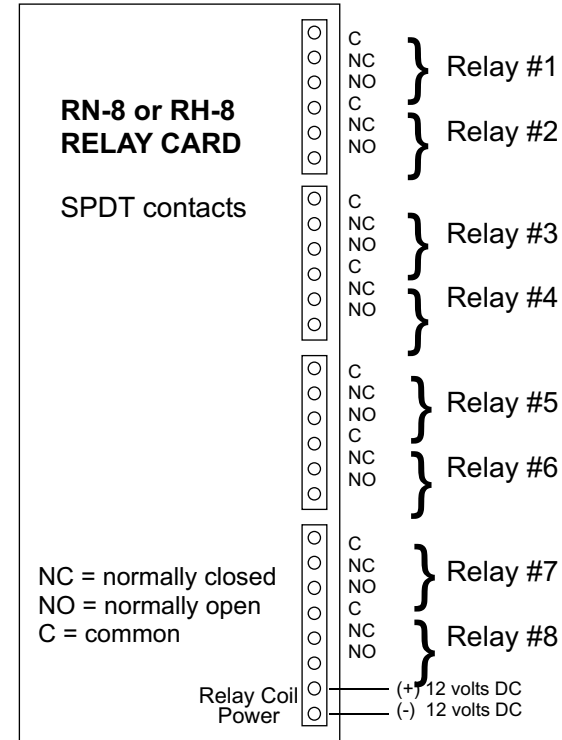 RN-8 or RH-8
RELAY CARD
SPDT contacts
C
NC
NO
Relay #1
C
NC
NO
Relay #2
C
NC
NO
Relay #3
C
NC
NO
Relay #4
C
NC
NO
Relay #5
C
NC
NO
Relay #6
C
NC
NO
Relay #7
C
NC
NO
Relay #8
NC = normally closed
NO = normally open
C = common
Relay Coil
Power
(+) 12 volts DC
(-) 12 volts DC